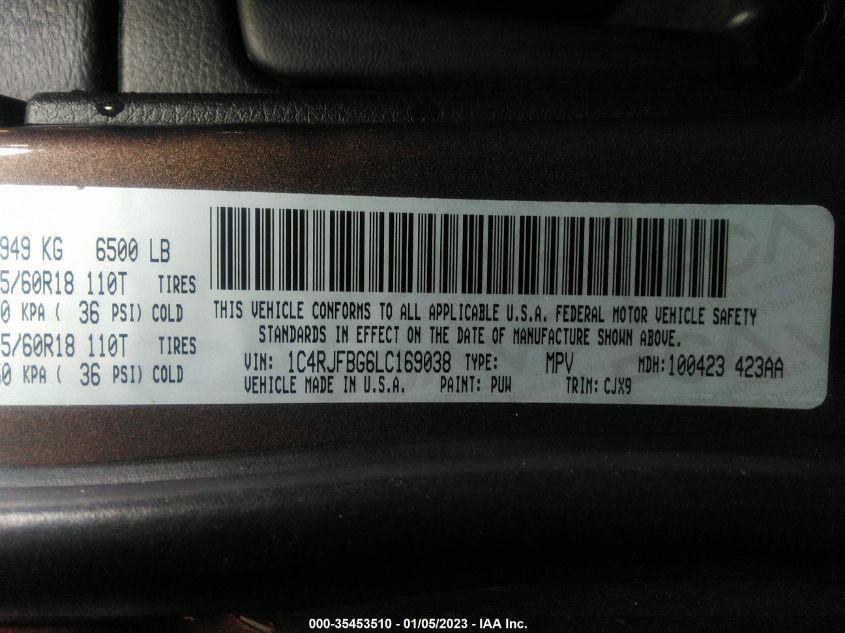 949 KG 6500 LB
5/60R18 110T TIRES
0 KPA ( 36 PSI) COLD
5/60R18 110T TIRES
50 KPA ( 36 PSI) COLD
THIS VEHICLE CONFORMS TO ALL APPLICABLE U.S.A. FEDERAL MOTOR VEHICLE SAFETY
STANDARDS IN EFFECT ON THE DATE OF MANUFACTURE SHOWN ABOVE.
VIN: 1C4RJFBG6LC169038 TYPE: MPV MDH:100423 423AA
VEHICLE MADE IN U.S.A. PAINT: PUW TRIM: CJX9
000-35453510 — 01/05/2023 — IAA Inc.